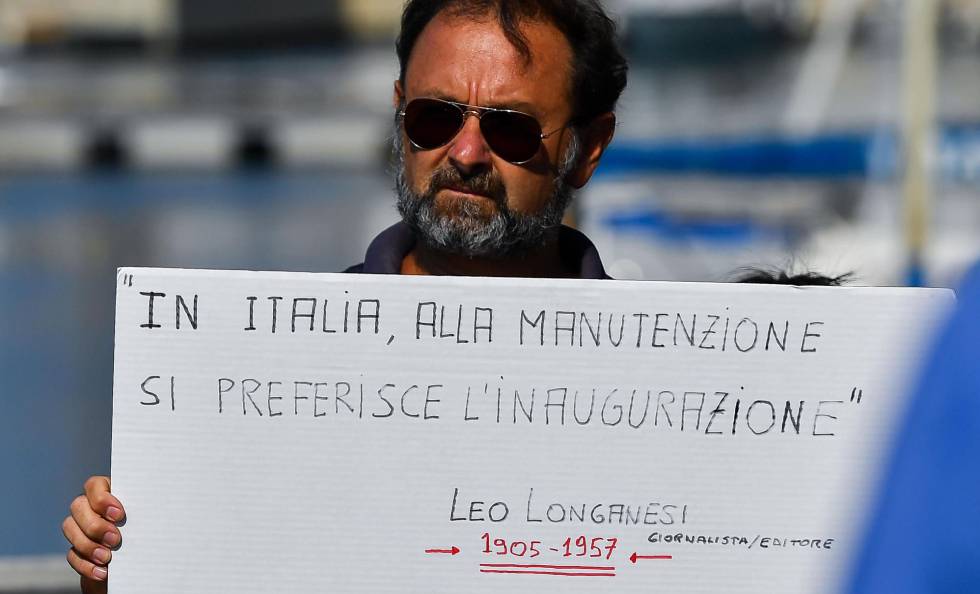 "IN ITALIA, ALLA MANUTENZIONE
SI PREFERISCE L'INAUGURAZIONE"
LEO LONGANESI
GIORNALISTA/EDITORE
→ 1905-1957 ←